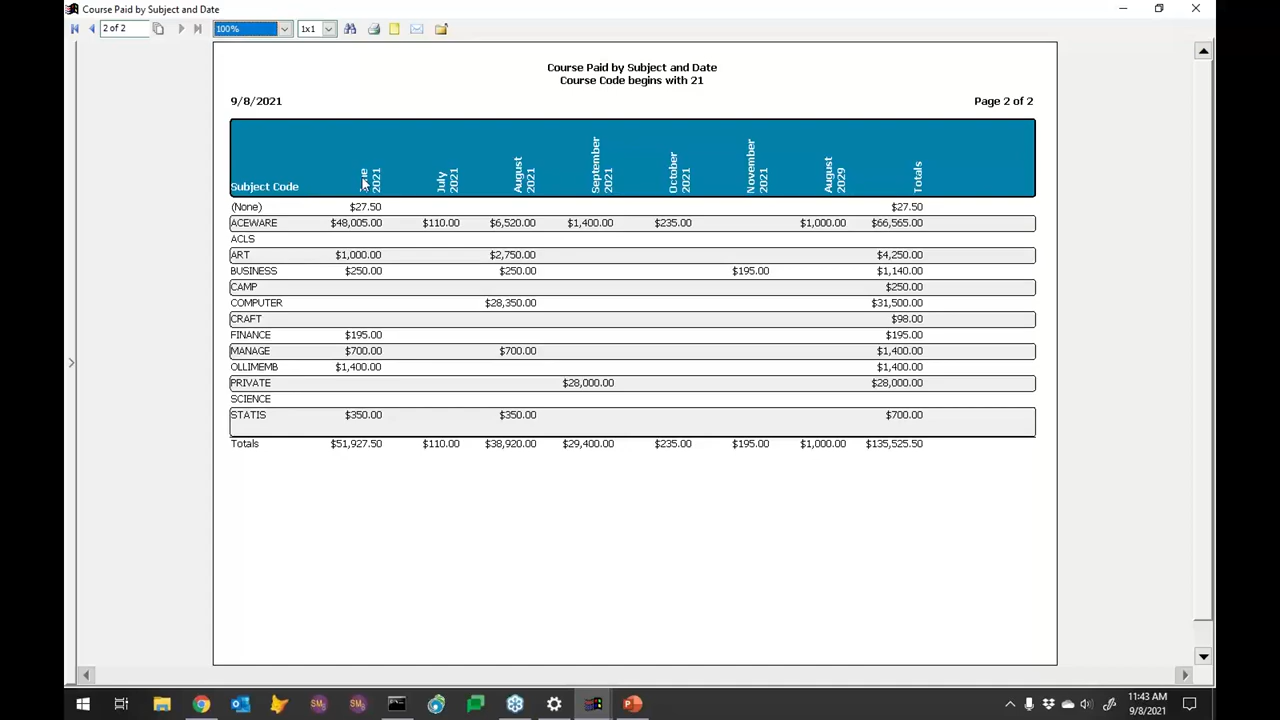 Course Paid by Subject and Date
2 of 2 100% 1x1
Course Paid by Subject and Date
Course Code begins with 21
9/8/2021 Page 2 of 2
Subject Code 2021 July 2021 August 2021 September 2021 October 2021 November 2021 August 2029 Totals
(None) $27.50 $27.50
ACEWARE $48,005.00 $110.00 $6,520.00 $1,400.00 $235.00 $1,000.00 $66,565.00
ACLS
ART $1,000.00 $2,750.00 $4,250.00
BUSINESS $250.00 $250.00 $195.00 $1,140.00
CAMP $250.00
COMPUTER $28,350.00 $31,500.00
CRAFT $98.00
FINANCE $195.00 $195.00
MANAGE $700.00 $700.00 $1,400.00
OLLIMEMB $1,400.00 $1,400.00
PRIVATE $28,000.00 $28,000.00
SCIENCE
STATIS $350.00 $350.00 $700.00
Totals $51,927.50 $110.00 $38,920.00 $29,400.00 $235.00 $195.00 $1,000.00 $135,525.50
SM SM
11:43 AM
9/8/2021